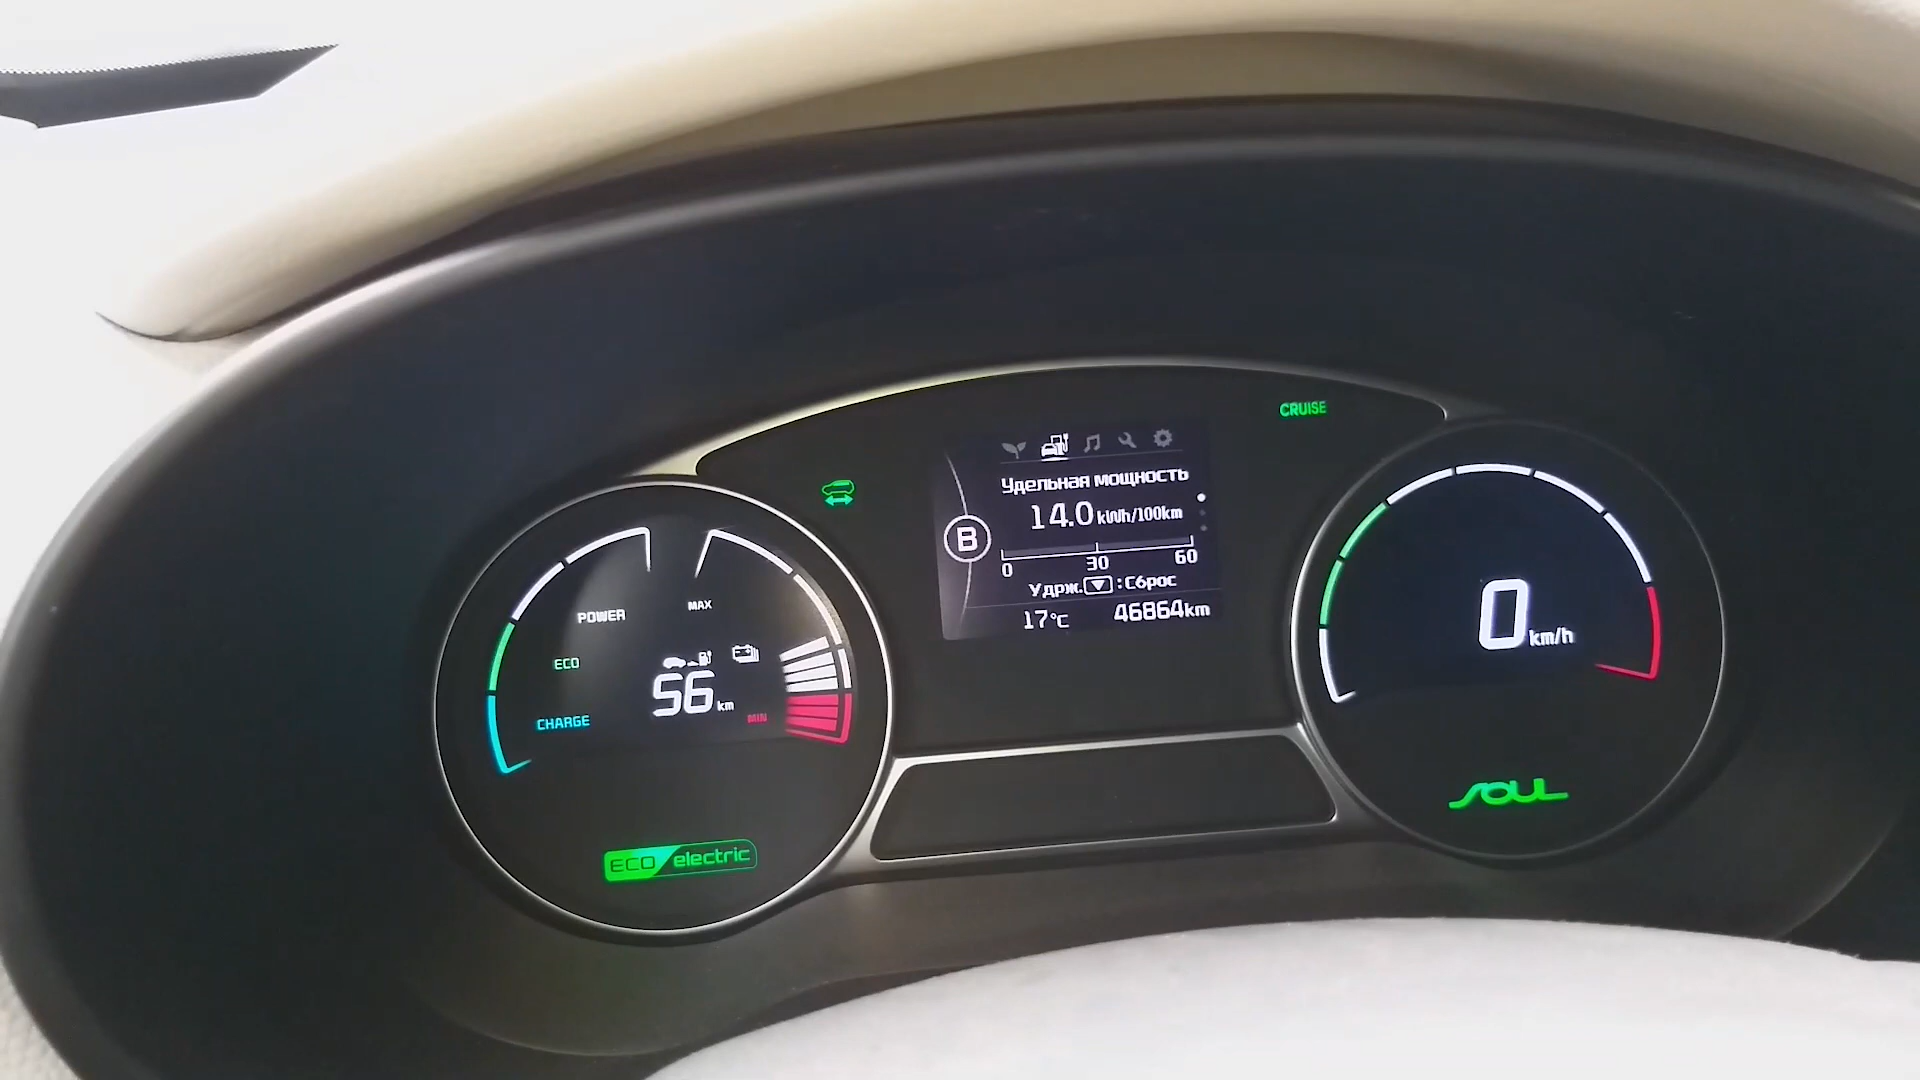 CRUISE
Удельная мощность
14.0 kWh/100km
B
0 30 60
Удрж. : Сброс
17°C 46864km
POWER
MAX
ECO
56 km
CHARGE
MIN
ECO electric
0 km/h
SOUL